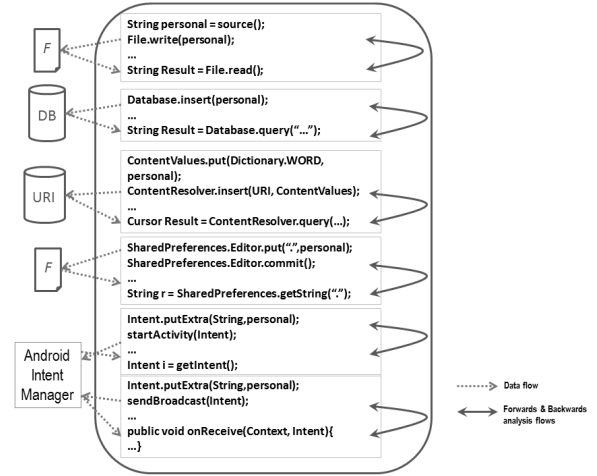 String personal = source();
File.write(personal);
...
String Result = File.read();
F
Database.insert(personal);
...
String Result = Database.query("...");
DB
ContentValues.put(Dictionary.WORD,
personal);
ContentResolver.insert(URI, ContentValues);
...
Cursor Result = ContentResolver.query(...);
URI
SharedPreferences.Editor.put(".",personal);
SharedPreferences.Editor.commit();
...
String r = SharedPreferences.getString(".");
F
Intent.putExtra(String,personal);
startActivity(Intent);
...
Intent i = getIntent();
Android
Intent
Manager
Intent.putExtra(String,personal);
sendBroadcast(Intent);
...
public void onReceive(Context, Intent){
...}
Data flow
Forwards & Backwards
analysis flows